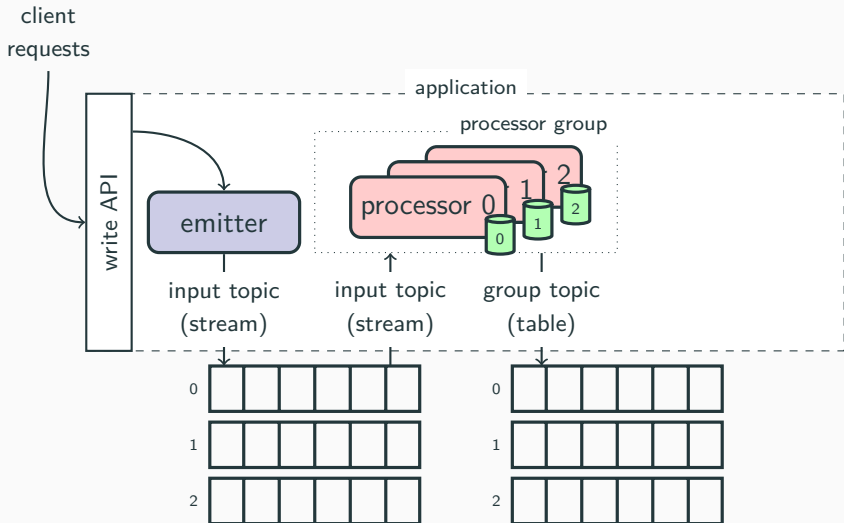 client
requests
application
processor group
write API
emitter
processor 0
1
2
0
1
2
input topic
(stream)
input topic
(stream)
group topic
(table)
0
1
2
0
1
2